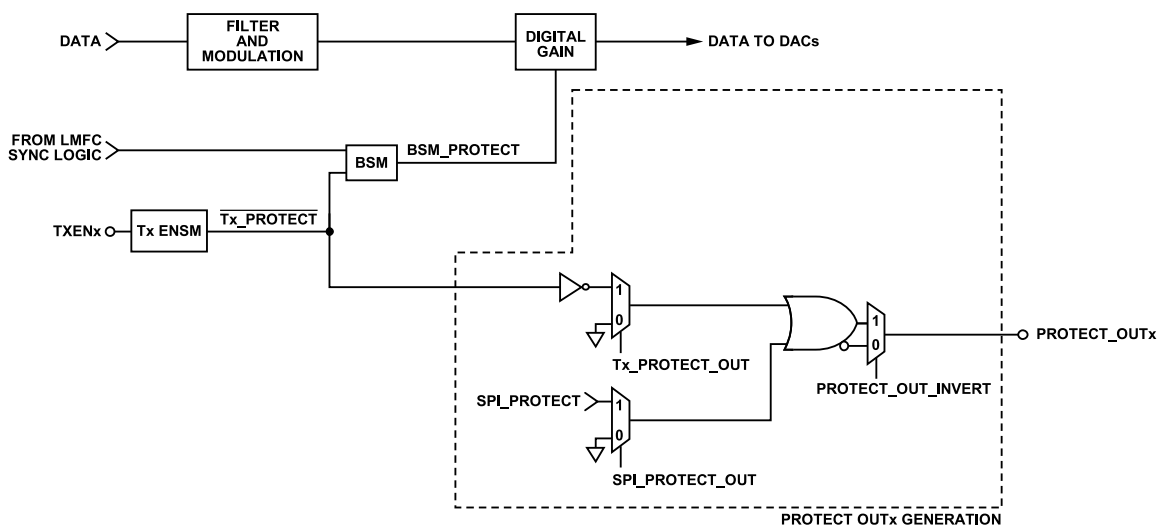 DATA
FILTER
AND
MODULATION
DIGITAL
GAIN
DATA TO DACs
FROM LMFC
SYNC LOGIC
BSM
BSM_PROTECT
TXENx
Tx ENSM
Tx_PROTECT
1
0
Tx_PROTECT_OUT
1
0
PROTECT_OUTx
PROTECT_OUT_INVERT
SPI_PROTECT
1
0
SPI_PROTECT_OUT
PROTECT OUTx GENERATION